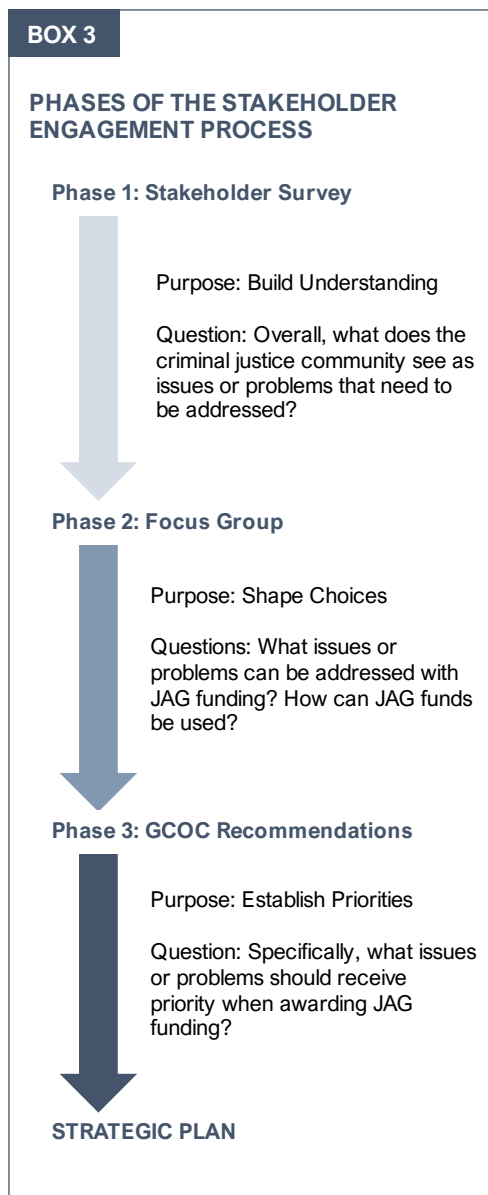 BOX 3
PHASES OF THE STAKEHOLDER
ENGAGEMENT PROCESS
Phase 1: Stakeholder Survey
Purpose: Build Understanding
Question: Overall, what does the
criminal justice community see as
issues or problems that need to
be addressed?
Phase 2: Focus Group
Purpose: Shape Choices
Questions: What issues or
problems can be addressed with
JAG funding? How can JAG funds
be used?
Phase 3: GCOC Recommendations
Purpose: Establish Priorities
Question: Specifically, what issues
or problems should receive
priority when awarding JAG
funding?
STRATEGIC PLAN